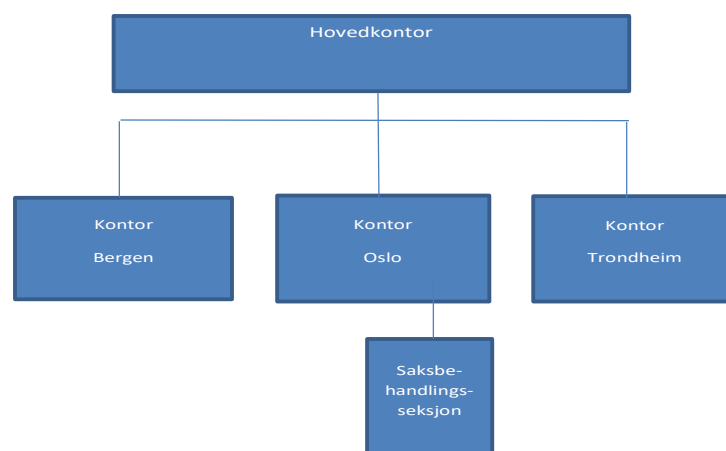 Hovedkontor
Kontor
Bergen
Kontor
Oslo
Kontor
Trondheim
Saksbe-
handlings-
seksjon